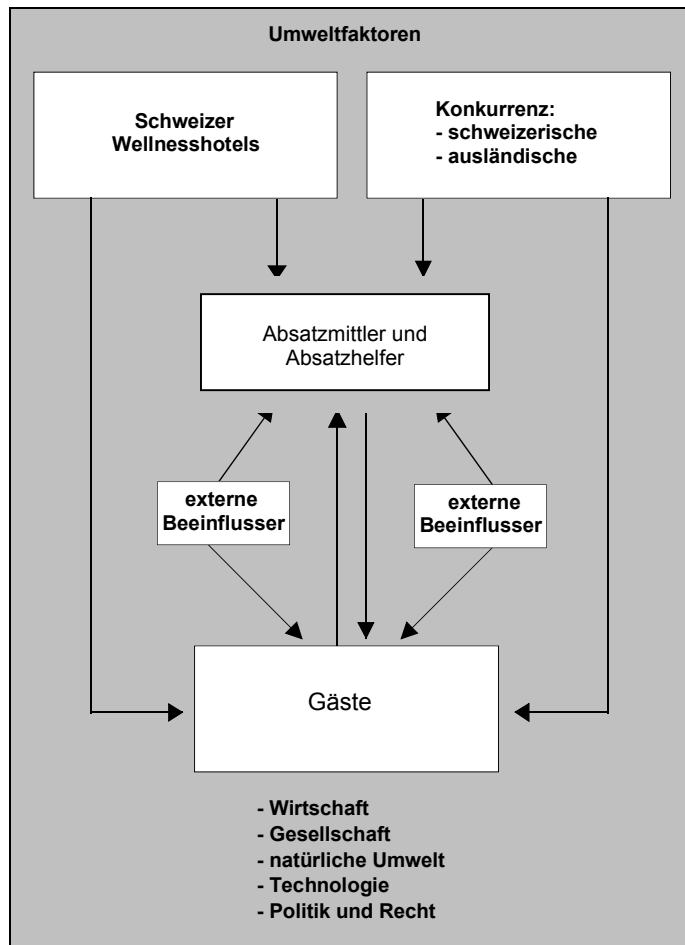 Umweltfaktoren
Schweizer
Wellnesshotels
Konkurrenz:
- schweizerische
- ausländische
Absatzmittler und
Absatzhelfer
externe
Beeinflusser
externe
Beeinflusser
Gäste
- Wirtschaft
- Gesellschaft
- natürliche Umwelt
- Technologie
- Politik und Recht